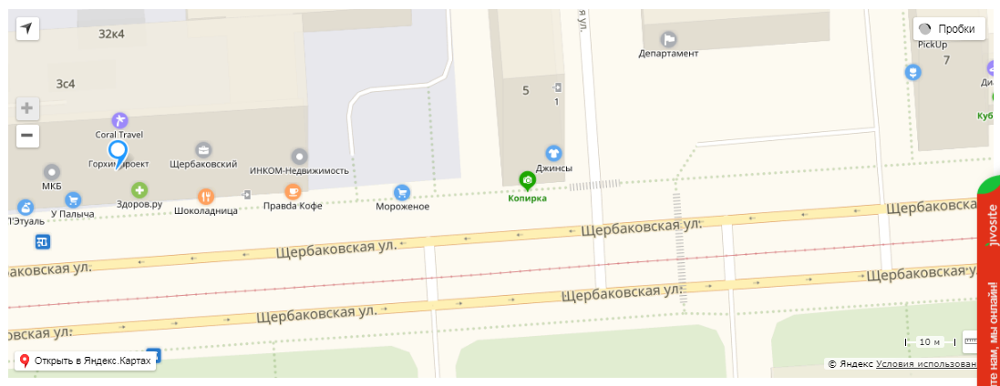 32к4
я ул.
Департамент
Пробки
PickUp
7
3с4
5
1
Ди
Куб
Coral Travel
Горхимпроект
Щербаковский
ИНКОМ-Недвижимость
Джинсы
МКБ
Здоров.ру
Шоколадница
Правda Кофе
Мороженое
Копирка
Л'Этуаль
У Палыча
Щербаковская
Щербаковская ул.
Щербаковская ул.
баковская ул.
Щербаковская ул.
Щербаковская ул.
Щербаковская ул.
овская ул.
jivosite
те нам, мы онлайн!
10 м
Открыть в Яндекс.Картах
© Яндекс Условия использован